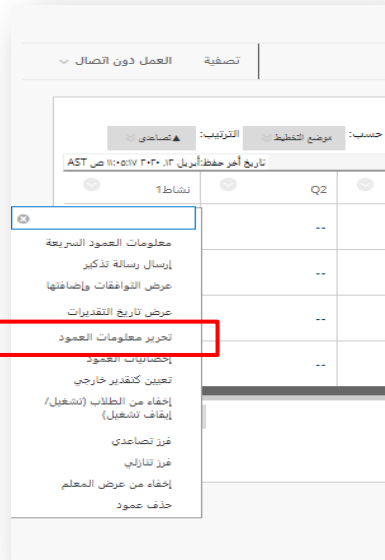 تصفية العمل دون اتصال
حسب: موضع التخطيط الترتيب: تصاعدي
تاريخ آخر حفظ:أبريل ١٢, ٢٠٢٠ ١١:٠٥:١٧ ص AST
Q2 نشاط1
--
معلومات العمود السريعة
إرسال رسالة تذكير
عرض التوافقات وإضافتها
--
عرض تاريخ التقديرات
--
تحرير معلومات العمود
إحصائيات العمود
--
تعيين كتقدير خارجي
إخفاء من الطلاب (تشغيل/
إيقاف تشغيل)
فرز تصاعدي
فرز تنازلي
إخفاء من عرض المعلم
حذف عمود